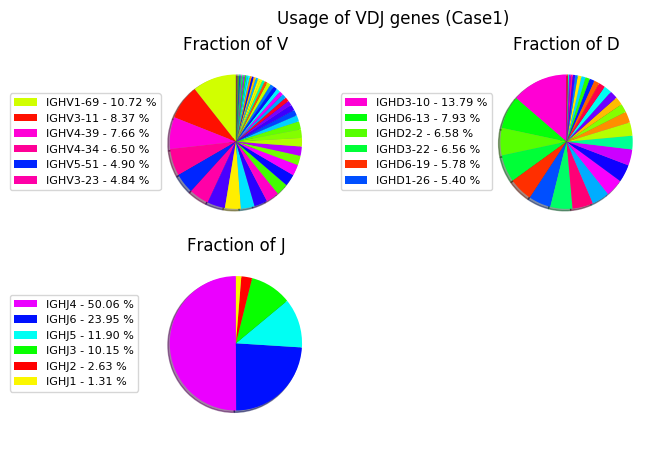 Usage of VDJ genes (Case1)
Fraction of V
IGHV1-69 - 10.72 %
IGHV3-11 - 8.37 %
IGHV4-39 - 7.66 %
IGHV4-34 - 6.50 %
IGHV5-51 - 4.90 %
IGHV3-23 - 4.84 %
Fraction of D
IGHD3-10 - 13.79 %
IGHD6-13 - 7.93 %
IGHD2-2 - 6.58 %
IGHD3-22 - 6.56 %
IGHD6-19 - 5.78 %
IGHD1-26 - 5.40 %
Fraction of J
IGHJ4 - 50.06 %
IGHJ6 - 23.95 %
IGHJ5 - 11.90 %
IGHJ3 - 10.15 %
IGHJ2 - 2.63 %
IGHJ1 - 1.31 %